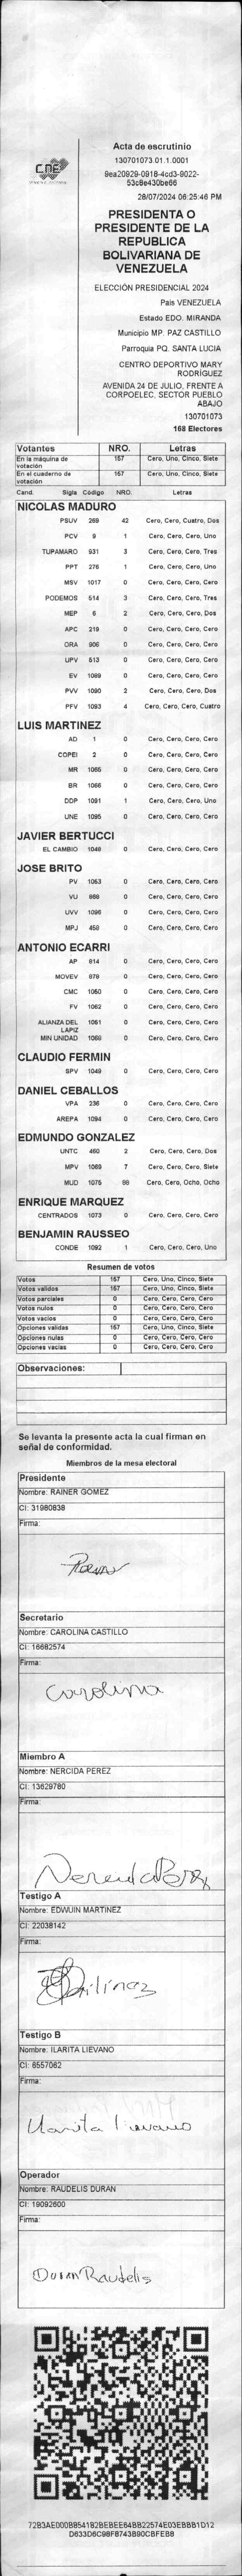 CNE
Acta de escrutinio
130701073.01.1.0001
9ea20929-0918-4cd3-9022-
53c8e430be66
28/07/2024 06:25:46 PM
PRESIDENTA O
PRESIDENTE DE LA
REPUBLICA
BOLIVARIANA DE
VENEZUELA
ELECCIÓN PRESIDENCIAL 2024
Pais VENEZUELA
Estado EDO. MIRANDA
Municipio MP. PAZ CASTILLO
Parroquia PQ. SANTA LUCIA
CENTRO DEPORTIVO MARY
RODRÍGUEZ
AVENIDA 24 DE JULIO, FRENTE A
CORPOELEC, SECTOR PUEBLO
ABAJO
130701073
168 Electores
Votantes NRO. Letras
En la máquina de votación 157 Cero, Uno, Cinco, Siete
En el cuaderno de votación 157 Cero, Uno, Cinco, Siete
Cand. Sigla Código NRO. Letras
NICOLAS MADURO
PSUV 269 42 Cero, Cero, Cuatro, Dos
PCV 9 1 Cero, Cero, Cero, Uno
TUPAMARO 931 3 Cero, Cero, Cero, Tres
PPT 276 1 Cero, Cero, Cero, Uno
MSV 1017 0 Cero, Cero, Cero, Cero
PODEMOS 514 3 Cero, Cero, Cero, Tres
MEP 6 2 Cero, Cero, Cero, Dos
APC 219 0 Cero, Cero, Cero, Cero
ORA 906 0 Cero, Cero, Cero, Cero
UPV 513 0 Cero, Cero, Cero, Cero
EV 1089 0 Cero, Cero, Cero, Cero
PVV 1090 2 Cero, Cero, Cero, Dos
PFV 1093 4 Cero, Cero, Cero, Cuatro
LUIS MARTINEZ
AD 1 0 Cero, Cero, Cero, Cero
COPEI 2 0 Cero, Cero, Cero, Cero
MR 1065 0 Cero, Cero, Cero, Cero
BR 1066 0 Cero, Cero, Cero, Cero
DDP 1091 1 Cero, Cero, Cero, Uno
UNE 1095 0 Cero, Cero, Cero, Cero
JAVIER BERTUCCI
EL CAMBIO 1048 0 Cero, Cero, Cero, Cero
JOSE BRITO
PV 1053 0 Cero, Cero, Cero, Cero
VU 868 0 Cero, Cero, Cero, Cero
UVV 1096 0 Cero, Cero, Cero, Cero
MPJ 458 0 Cero, Cero, Cero, Cero
ANTONIO ECARRI
AP 814 0 Cero, Cero, Cero, Cero
MOVEV 878 0 Cero, Cero, Cero, Cero
CMC 1050 0 Cero, Cero, Cero, Cero
FV 1062 0 Cero, Cero, Cero, Cero
ALIANZA DEL LAPIZ 1051 0 Cero, Cero, Cero, Cero
MIN UNIDAD 1068 0 Cero, Cero, Cero, Cero
CLAUDIO FERMIN
SPV 1049 0 Cero, Cero, Cero, Cero
DANIEL CEBALLOS
VPA 236 0 Cero, Cero, Cero, Cero
AREPA 1094 0 Cero, Cero, Cero, Cero
EDMUNDO GONZALEZ
UNTC 460 2 Cero, Cero, Cero, Dos
MPV 1069 7 Cero, Cero, Cero, Siete
MUD 1075 88 Cero, Cero, Ocho, Ocho
ENRIQUE MARQUEZ
CENTRADOS 1073 0 Cero, Cero, Cero, Cero
BENJAMIN RAUSSEO
CONDE 1092 1 Cero, Cero, Cero, Uno
Resumen de votos
Votos 157 Cero, Uno, Cinco, Siete
Votos validos 157 Cero, Uno, Cinco, Siete
Votos parciales 0 Cero, Cero, Cero, Cero
Votos nulos 0 Cero, Cero, Cero, Cero
Votos vacios 0 Cero, Cero, Cero, Cero
Opciones validas 157 Cero, Uno, Cinco, Siete
Opciones nulas 0 Cero, Cero, Cero, Cero
Opciones vacias 0 Cero, Cero, Cero, Cero
Observaciones:
Se levanta la presente acta la cual firman en
señal de conformidad.
Miembros de la mesa electoral
Presidente
Nombre: RAINER GOMEZ
CI: 31980838
Firma:
Secretario
Nombre: CAROLINA CASTILLO
CI: 16682574
Firma:
Carolina
Miembro A
Nombre: NERCIDA PEREZ
CI: 13629780
Firma:
Testigo A
Nombre: EDWUIN MARTINEZ
CI: 22038142
Firma:
Testigo B
Nombre: ILARITA LIEVANO
CI: 6557062
Firma:
Ilarita Lievano
Operador
Nombre: RAUDELIS DURAN
CI: 19092600
Firma:
Duran Raudelis
72B3AE000B854182BEBEE64BB22574E03EBBB1D12
D633D6C98F8743B90CBFEB8